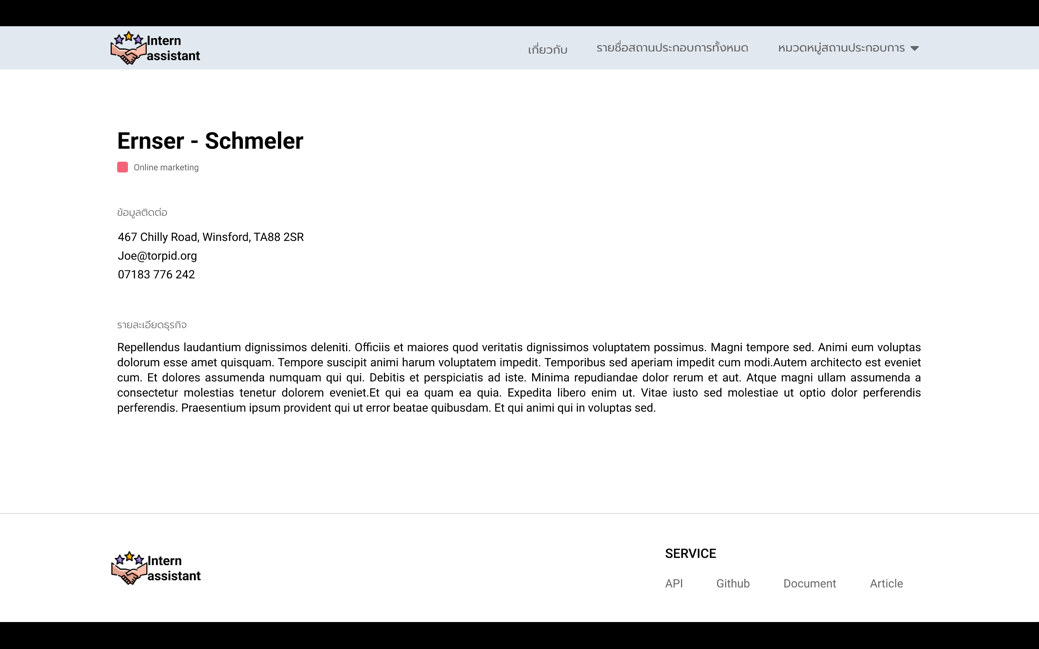 Intern
assistant
เกี่ยวกับ
รายชื่อสถานประกอบการทั้งหมด
หมวดหมู่สถานประกอบการ
Ernser - Schmeler
Online marketing
ข้อมูลติดต่อ
467 Chilly Road, Winsford, TA88 2SR
Joe@torpid.org
07183 776 242
รายละเอียดธุรกิจ
Repellendus laudantium dignissimos deleniti. Officiis et maiores quod veritatis dignissimos voluptatem possimus. Magni tempore sed. Animi eum voluptas
dolorum esse amet quisquam. Tempore suscipit animi harum voluptatem impedit. Temporibus sed aperiam impedit cum modi.Autem architecto est eveniet
cum. Et dolores assumenda numquam qui qui. Debitis et perspiciatis ad iste. Minima repudiandae dolor rerum et aut. Atque magni ullam assumenda a
consectetur molestias tenetur dolorem eveniet.Et qui ea quam ea quia. Expedita libero enim ut. Vitae iusto sed molestiae ut optio dolor perferendis
perferendis. Praesentium ipsum provident qui ut error beatae quibusdam. Et qui animi qui in voluptas sed.
Intern
assistant
SERVICE
API
Github
Document
Article